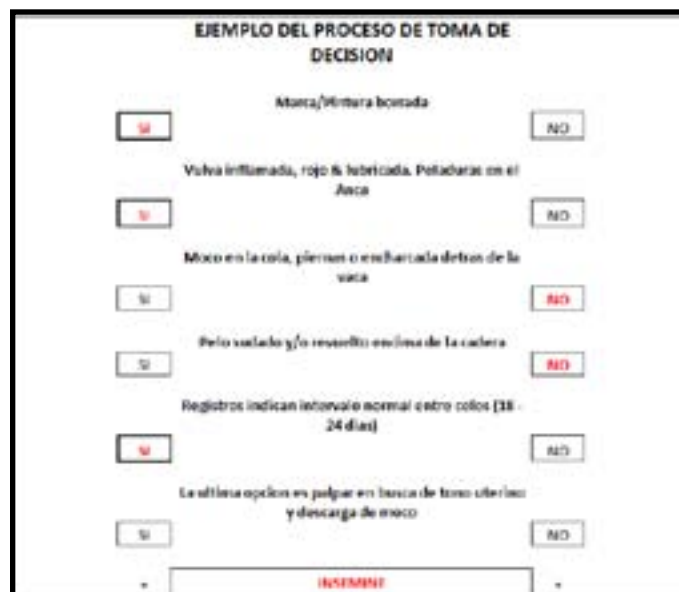 EJEMPLO DEL PROCESO DE TOMA DE
DECISION
Marca/Pintura borrada
SI NO
Vulva inflamada, rojo & lubricada. Peladuras en el
Anca
SI NO
Moco en la cola, piernas o encharcada detras de la
vaca
SI NO
Pelo sudado y/o resuelto encima de la cadera
SI NO
Registros indican intervalo normal entre celos (18 -
24 dias)
SI NO
La ultima opcion es palpar en busca de tono uterino
y descarga de moco
SI NO
- INSEMINE -